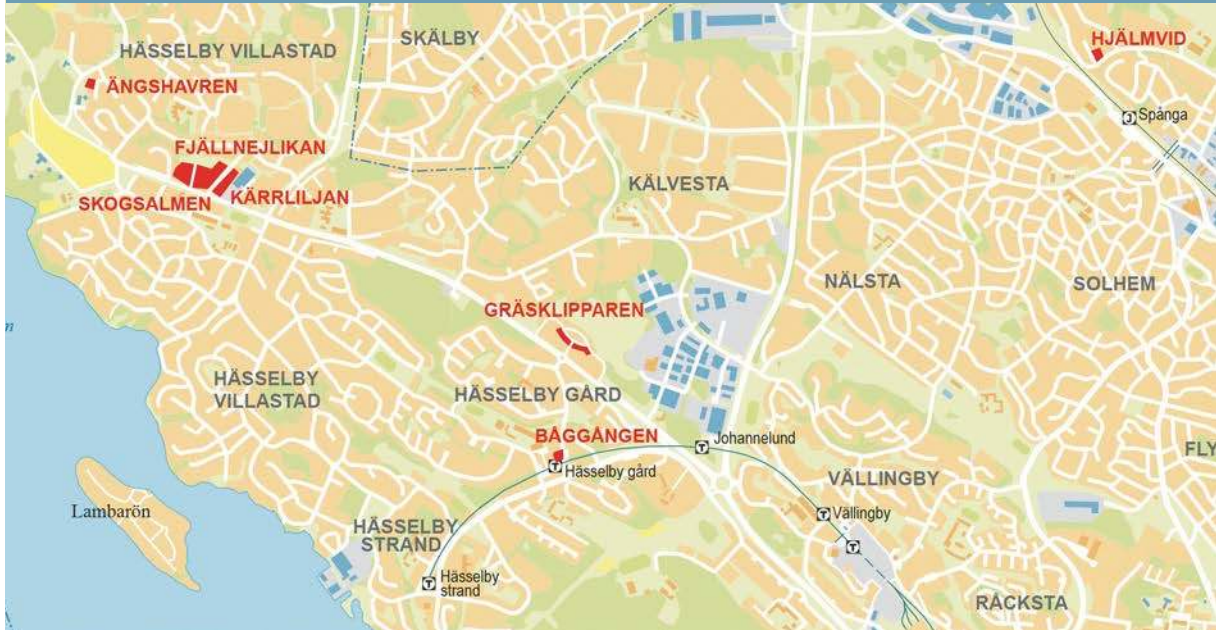 SKÄLBY
HJÄLMVID
HÄSSELBY VILLASTAD
ÄNGSHAVREN
Spånga
FJÄLLNEJLIKAN
KÄLVESTA
SKOGSALMEN
KÄRRLILJAN
NÄLSTA
SOLHEM
GRÄSKLIPPAREN
n
HÄSSELBY
VILLASTAD
HÄSSELBY GÅRD
BÅGGÅNGEN
Johannelund
FLY
Hässelby gård
VÄLLINGBY
Lambarön
HÄSSELBY
STRAND
Vällingby
Hässelby
strand
RÅCKSTA